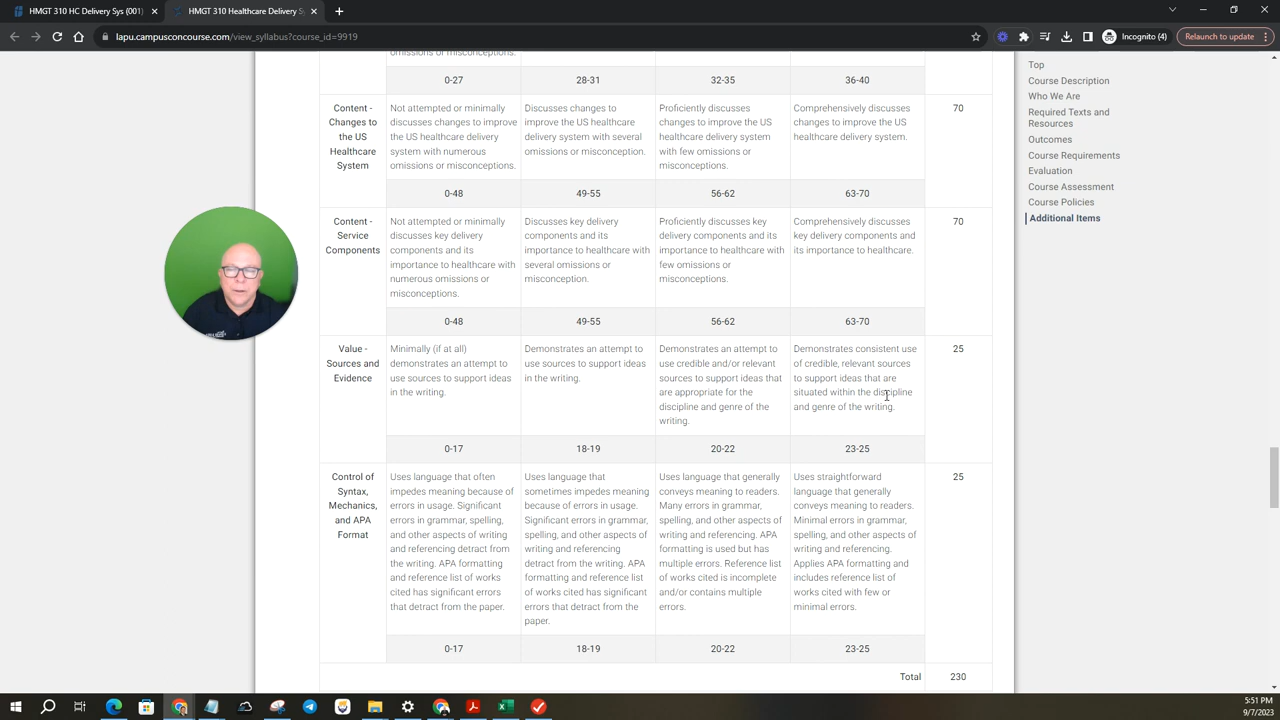 HMGT 310 HC Delivery Sys (001)
HMGT 310 Healthcare Delivery S
lapu.campusconcourse.com/view_syllabus?course_id=9919
Incognito (4)
Relaunch to update
omissions or misconceptions.
0-27 28-31 32-35 36-40
Content - Not attempted or minimally Discusses changes to Proficiently discusses Comprehensively discusses 70
Changes to discusses changes to improve improve the US healthcare changes to improve the US changes to improve the US
the US the US healthcare delivery delivery system with several healthcare delivery system healthcare delivery system.
Healthcare system with numerous omissions or misconception. with few omissions or
System omissions or misconceptions. misconceptions.
0-48 49-55 56-62 63-70
Content - Not attempted or minimally Discusses key delivery Proficiently discusses key Comprehensively discusses 70
Service discusses key delivery components and its delivery components and its key delivery components and
Components components and its importance to healthcare with importance to healthcare with its importance to healthcare.
importance to healthcare with several omissions or few omissions or
numerous omissions or misconception. misconceptions.
misconceptions.
0-48 49-55 56-62 63-70
Value - Minimally (if at all) Demonstrates an attempt to Demonstrates an attempt to Demonstrates consistent use 25
Sources and demonstrates an attempt to use sources to support ideas use credible and/or relevant of credible, relevant sources
Evidence use sources to support ideas in the writing. sources to support ideas that to support ideas that are
in the writing. are appropriate for the situated within the discipline
discipline and genre of the and genre of the writing.
writing.
0-17 18-19 20-22 23-25
Control of Uses language that often Uses language that Uses language that generally Uses straightforward 25
Syntax, impedes meaning because of sometimes impedes meaning conveys meaning to readers. language that generally
Mechanics, errors in usage. Significant because of errors in usage. Many errors in grammar, conveys meaning to readers.
and APA errors in grammar, spelling, Significant errors in grammar, spelling, and other aspects of Minimal errors in grammar,
Format and other aspects of writing spelling, and other aspects of writing and referencing. APA spelling, and other aspects of
and referencing detract from writing and referencing formatting is used but has writing and referencing.
the writing. APA formatting detract from the writing. APA multiple errors. Reference list Applies APA formatting and
and reference list of works formatting and reference list of works cited is incomplete includes reference list of
cited has significant errors of works cited has significant and/or contains multiple works cited with few or
that detract from the paper. errors that detract from the errors. minimal errors.
paper.
0-17 18-19 20-22 23-25
Total 230
Top
Course Description
Who We Are
Required Texts and
Resources
Outcomes
Course Requirements
Evaluation
Course Assessment
Course Policies
Additional Items
5:51 PM
9/7/2023